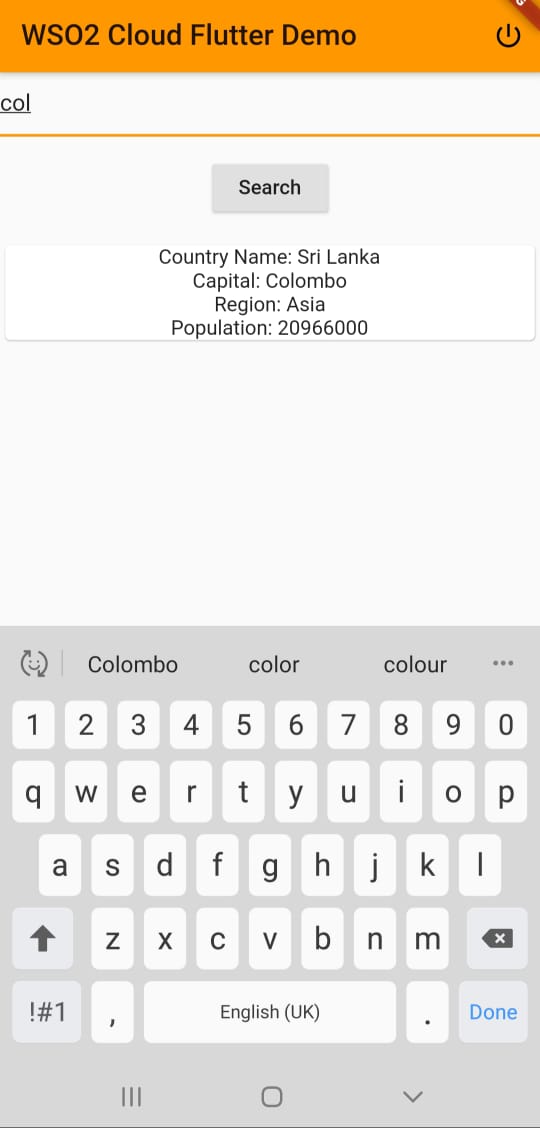 WSO2 Cloud Flutter Demo
col
Search
Country Name: Sri Lanka
Capital: Colombo
Region: Asia
Population: 20966000
Colombo color colour
1 2 3 4 5 6 7 8 9 0
q w e r t y u i o p
a s d f g h j k l
z x c v b n m
!#1 , English (UK) . Done